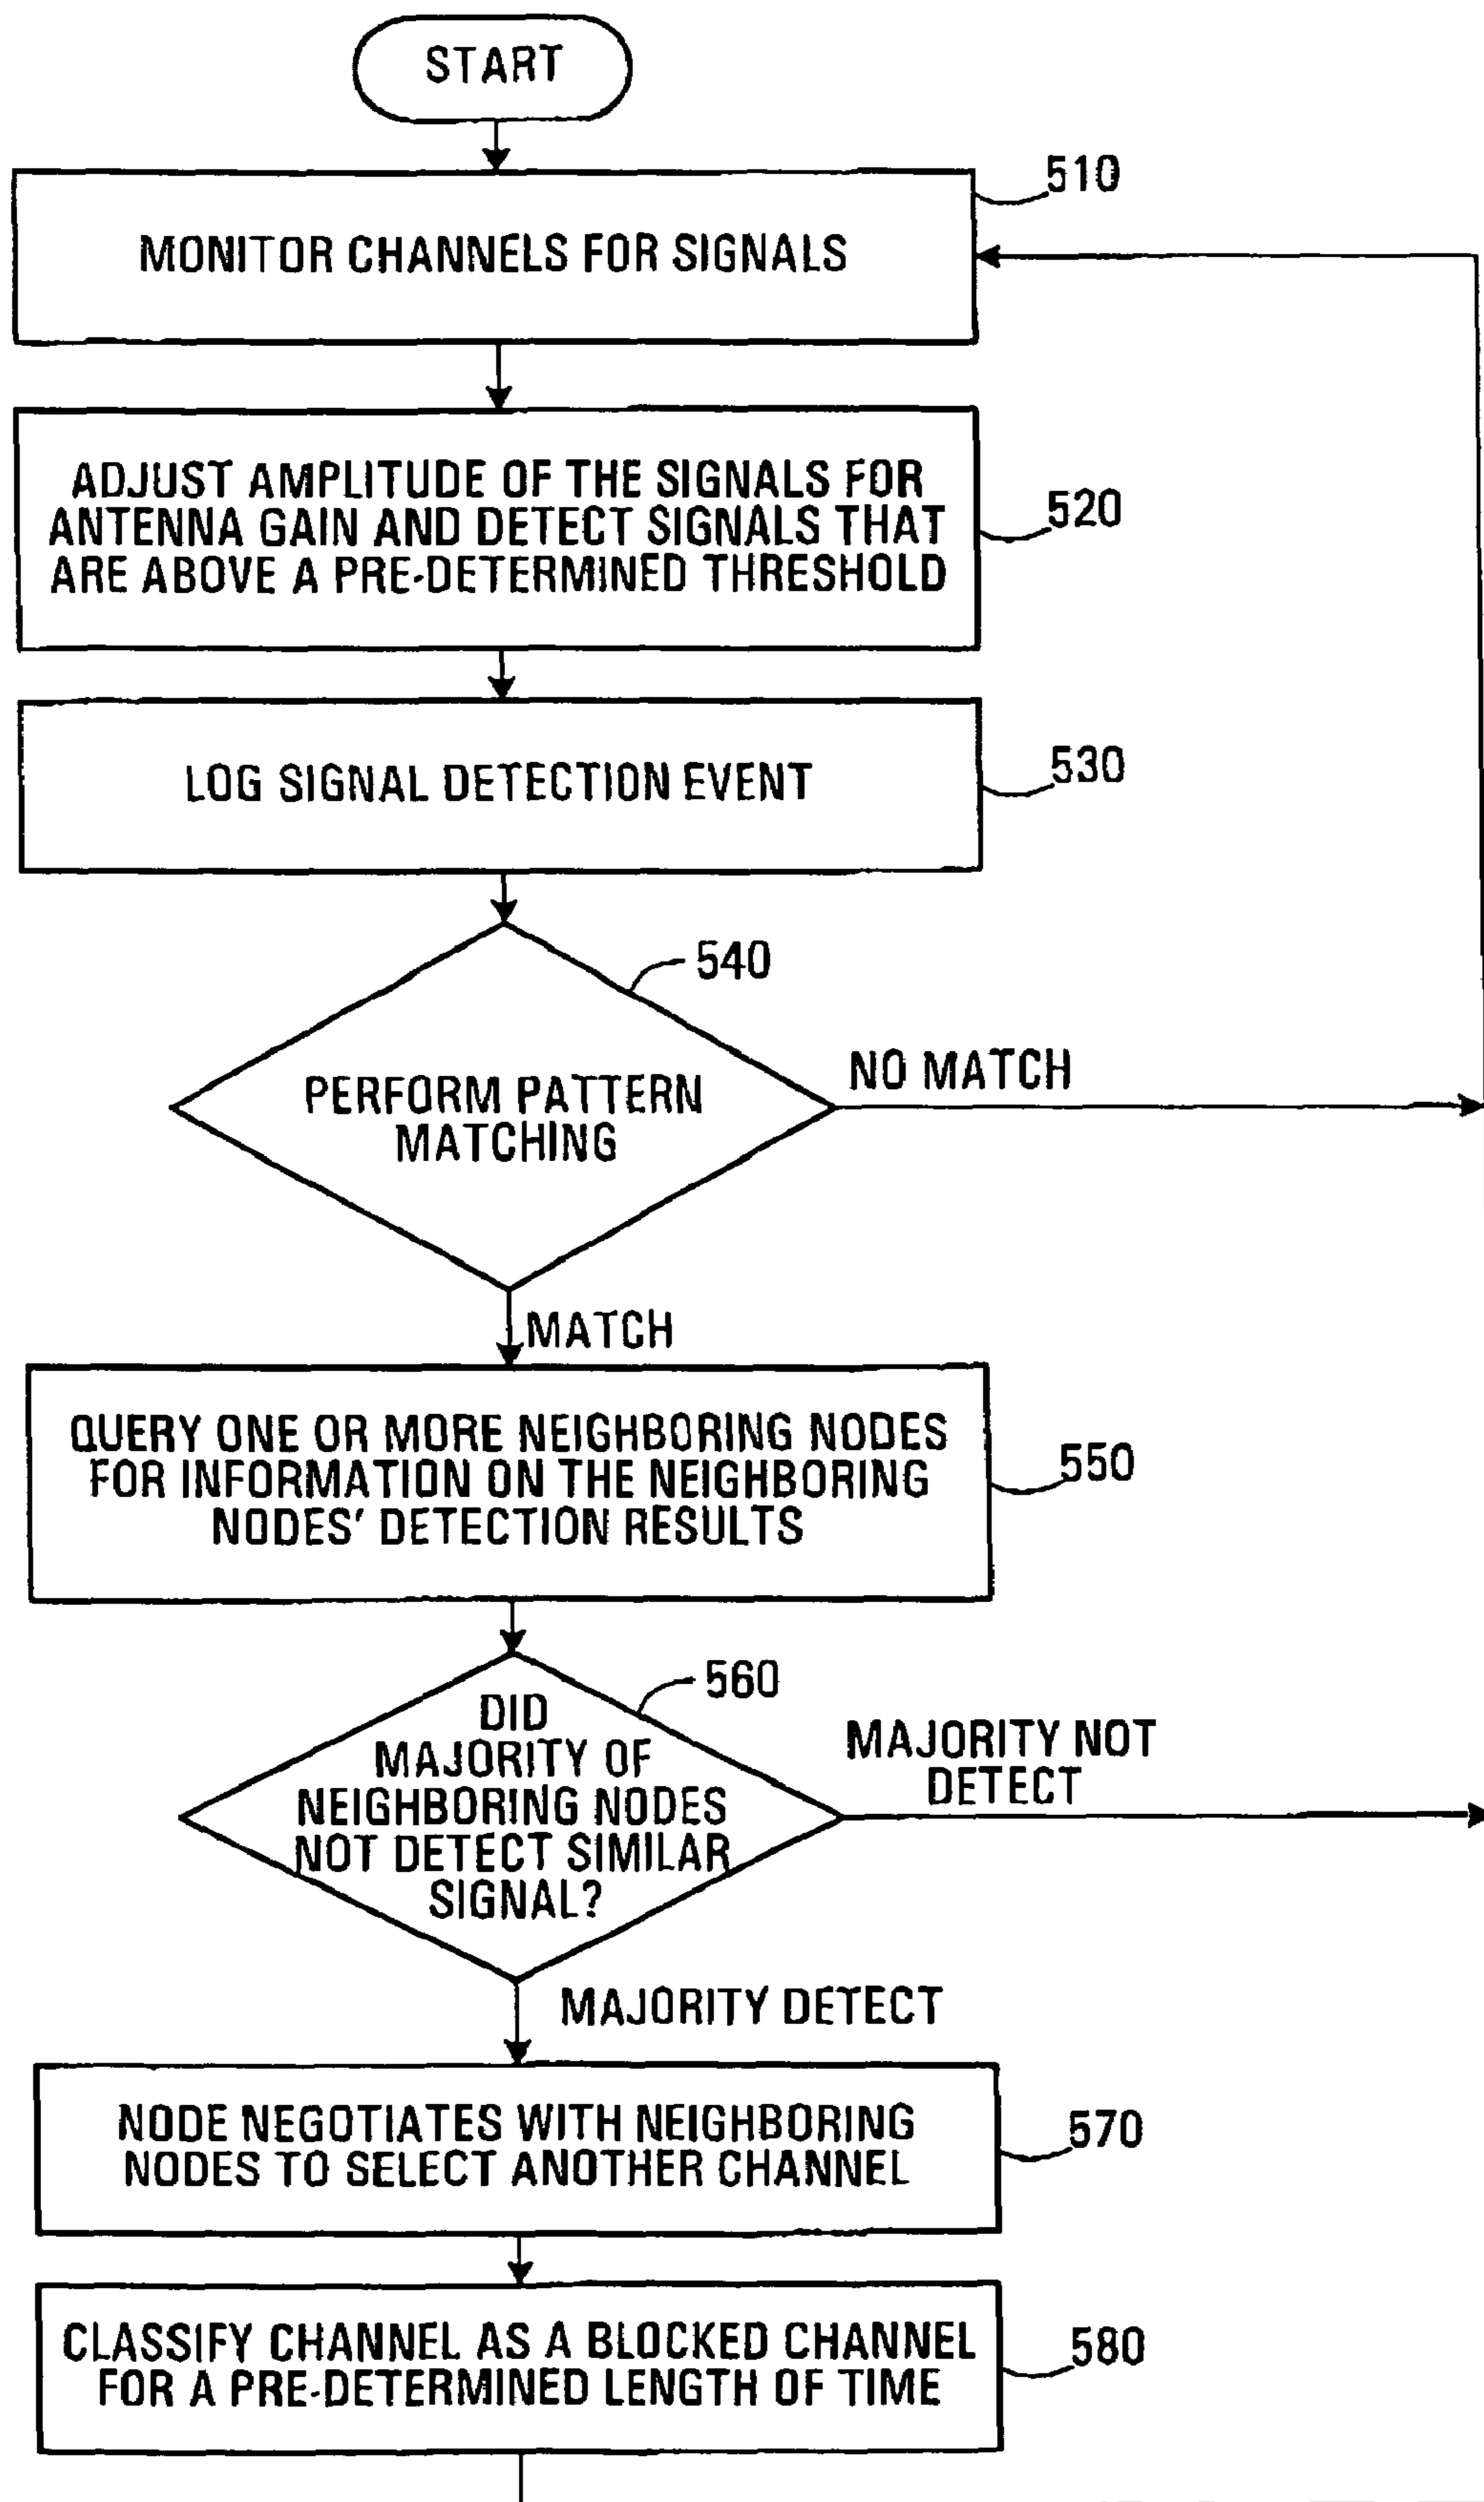 START
510
MONITOR CHANNELS FOR SIGNALS
ADJUST AMPLITUDE OF THE SIGNALS FOR
ANTENNA GAIN AND DETECT SIGNALS THAT
ARE ABOVE A PRE-DETERMINED THRESHOLD
520
LOG SIGNAL DETECTION EVENT
530
540
PERFORM PATTERN
MATCHING
NO MATCH
MATCH
QUERY ONE OR MORE NEIGHBORING NODES
FOR INFORMATION ON THE NEIGHBORING
NODES' DETECTION RESULTS
550
560
DID
MAJORITY OF
NEIGHBORING NODES
NOT DETECT SIMILAR
SIGNAL?
MAJORITY NOT
DETECT
MAJORITY DETECT
NODE NEGOTIATES WITH NEIGHBORING
NODES TO SELECT ANOTHER CHANNEL
570
CLASSIFY CHANNEL AS A BLOCKED CHANNEL
FOR A PRE-DETERMINED LENGTH OF TIME
580